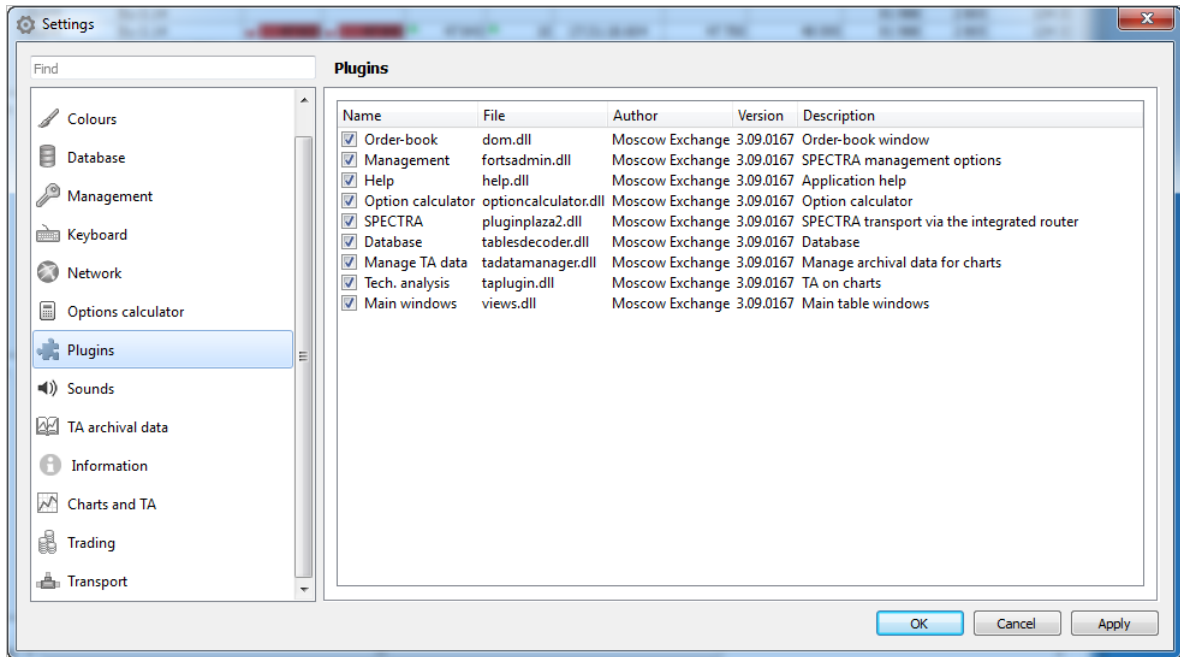 Settings
Find
Colours
Database
Management
Keyboard
Network
Options calculator
Plugins
Sounds
TA archival data
Information
Charts and TA
Trading
Transport
Plugins
Name File Author Version Description
Order-book dom.dll Moscow Exchange 3.09.0167 Order-book window
Management fortsadmin.dll Moscow Exchange 3.09.0167 SPECTRA management options
Help help.dll Moscow Exchange 3.09.0167 Application help
Option calculator optioncalculator.dll Moscow Exchange 3.09.0167 Option calculator
SPECTRA pluginplaza2.dll Moscow Exchange 3.09.0167 SPECTRA transport via the integrated router
Database tablesdecoder.dll Moscow Exchange 3.09.0167 Database
Manage TA data tadatamanager.dll Moscow Exchange 3.09.0167 Manage archival data for charts
Tech. analysis taplugin.dll Moscow Exchange 3.09.0167 TA on charts
Main windows views.dll Moscow Exchange 3.09.0167 Main table windows
OK Cancel Apply